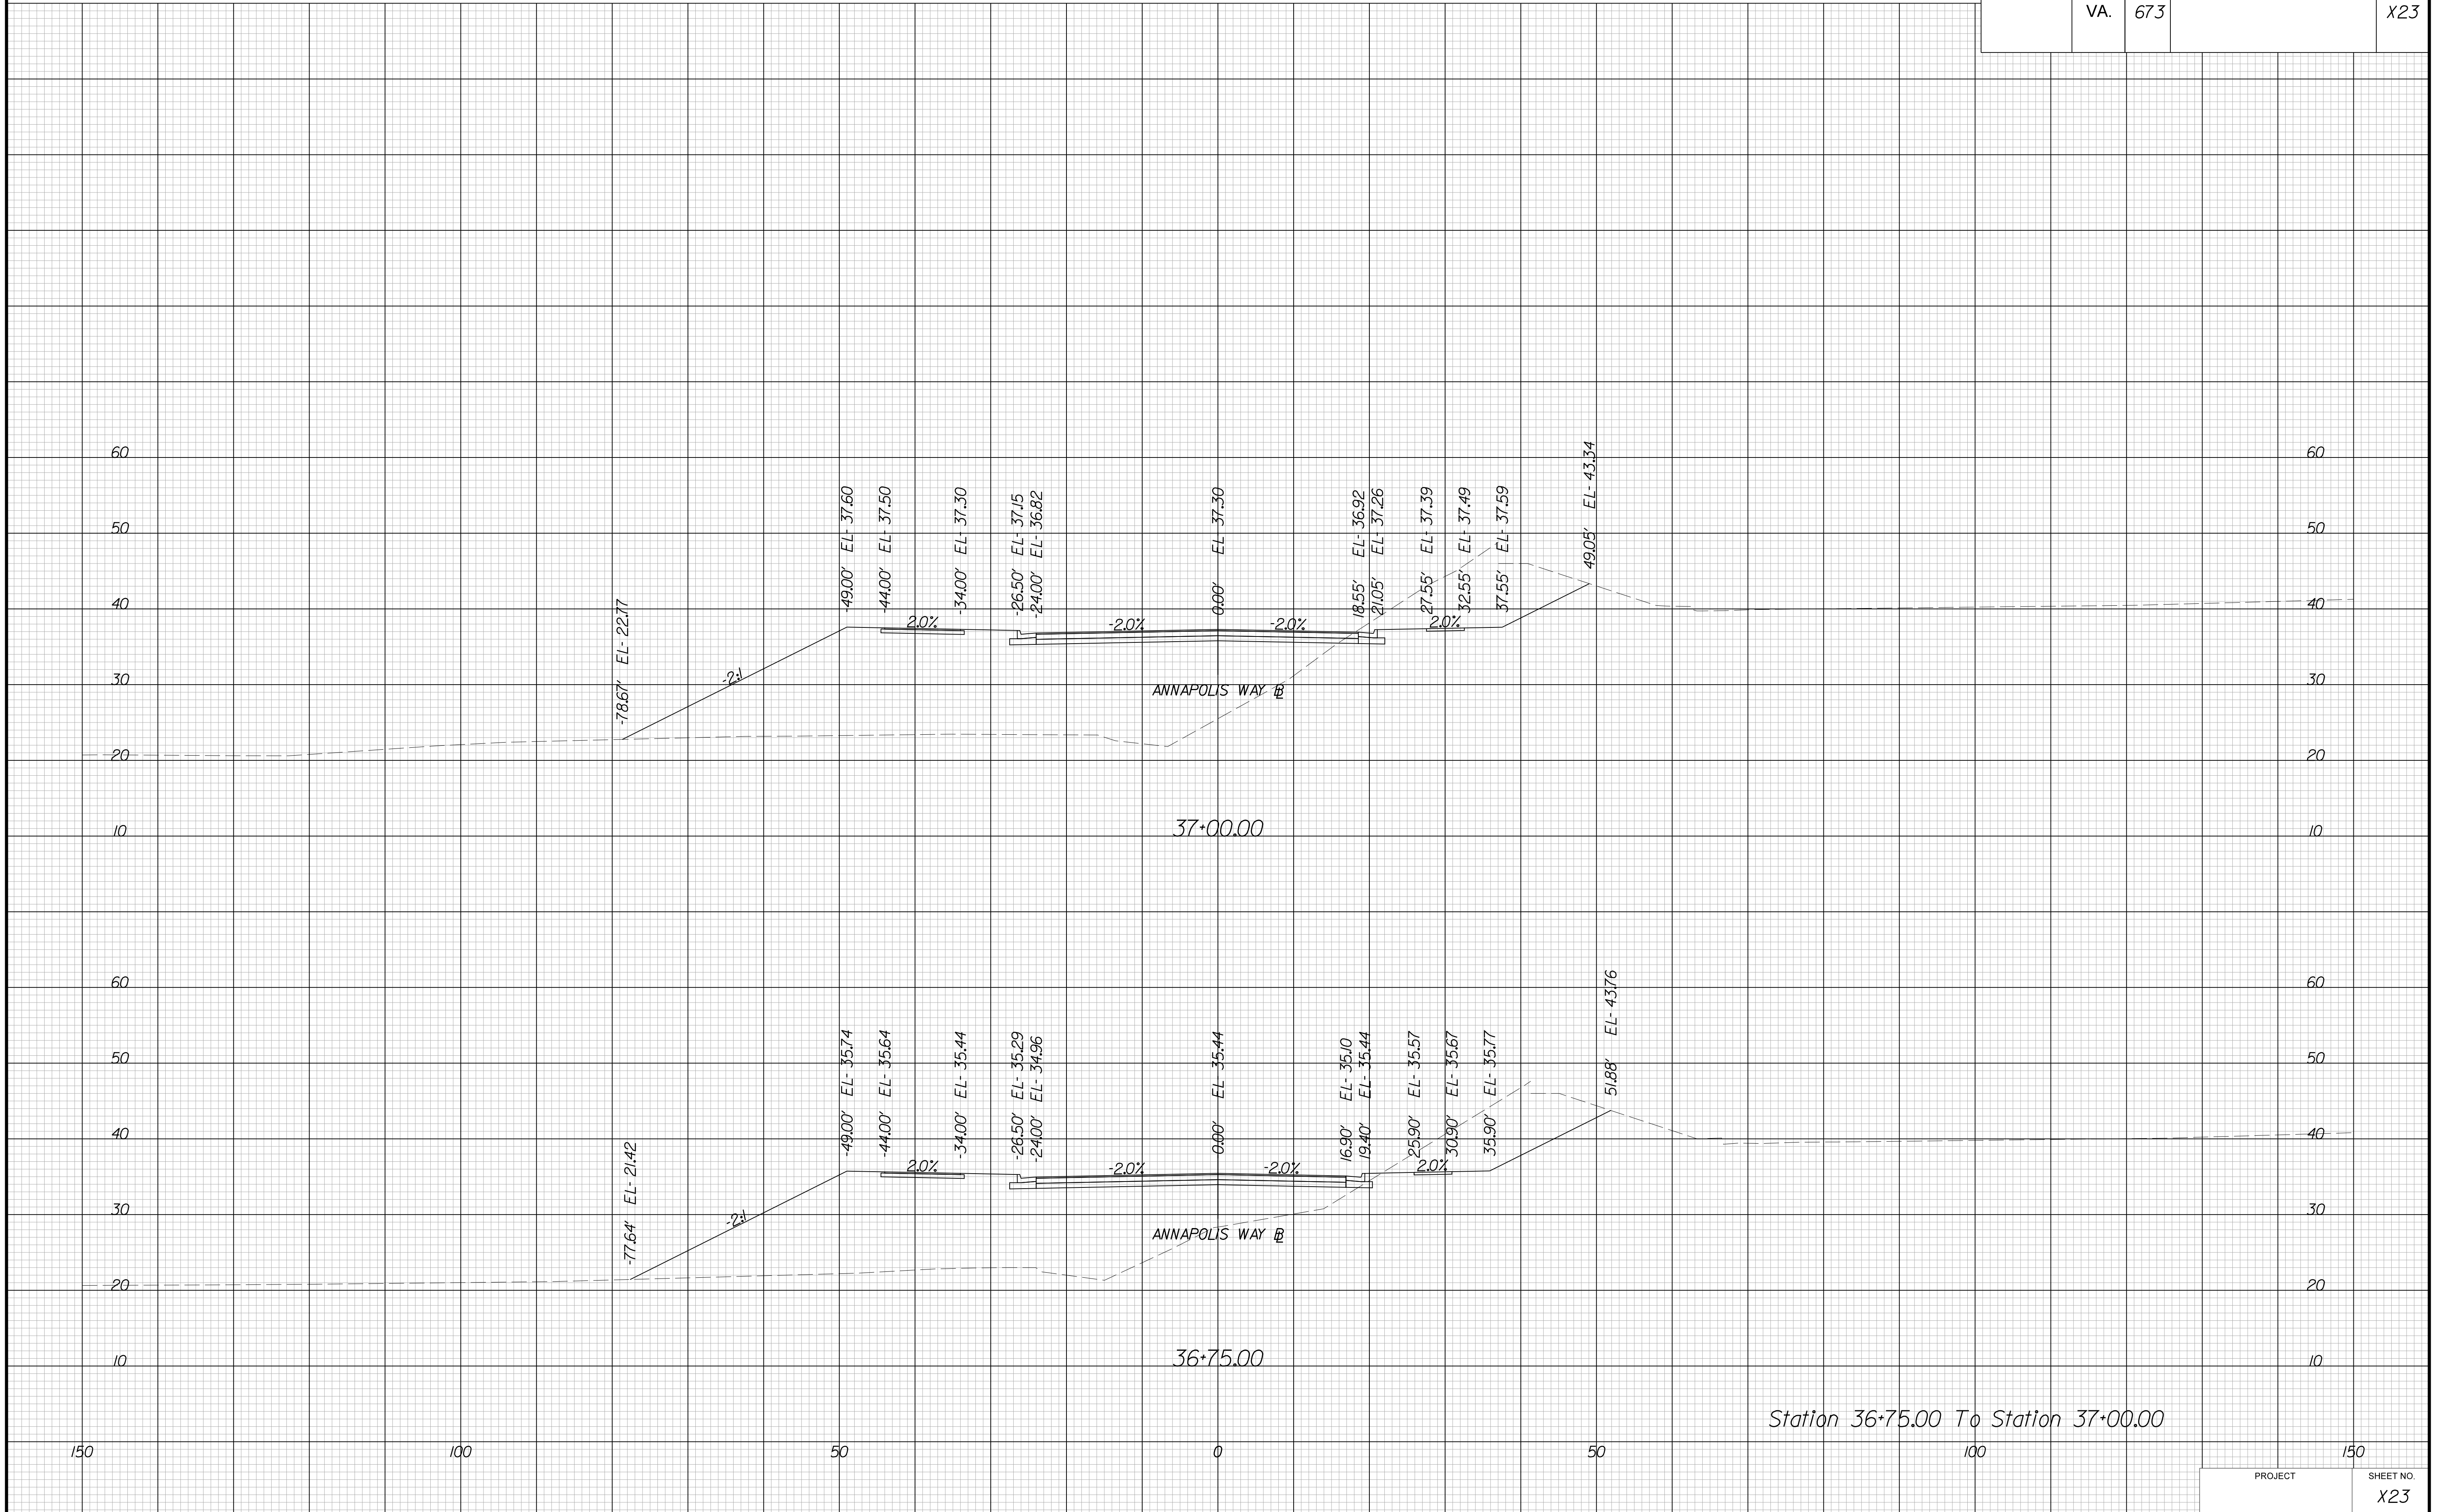 VA. 673 X23
60 60
50 50
40 40
30 30
20 20
10 10
-78.67' EL- 22.77
-49.00' EL- 37.60
-44.00' EL- 37.50
-34.00' EL- 37.30
-26.50' EL- 37.15
-24.00' EL- 36.82
0.00' EL 37.30
18.55' EL- 36.92
21.05' EL- 37.26
27.55' EL- 37.39
32.55' EL- 37.49
37.55' EL- 37.59
49.05' EL- 43.34
-2:1
2.0%
-2.0%
-2.0%
2.0%
ANNAPOLIS WAY BL
37+00.00
60 60
50 50
40 40
30 30
20 20
10 10
-77.64' EL- 21.42
-49.00' EL- 35.74
-44.00' EL- 35.64
-34.00' EL- 35.44
-26.50' EL- 35.29
-24.00' EL- 34.96
0.00' EL 35.44
16.90' EL- 35.10
19.40' EL- 35.44
25.90' EL- 35.57
30.90' EL- 35.67
35.90' EL- 35.77
51.88' EL- 43.76
-2:1
2.0%
-2.0%
-2.0%
2.0%
ANNAPOLIS WAY BL
36+75.00
Station 36+75.00 To Station 37+00.00
150 100 50 0 50 100 150
PROJECT
SHEET NO.
X23